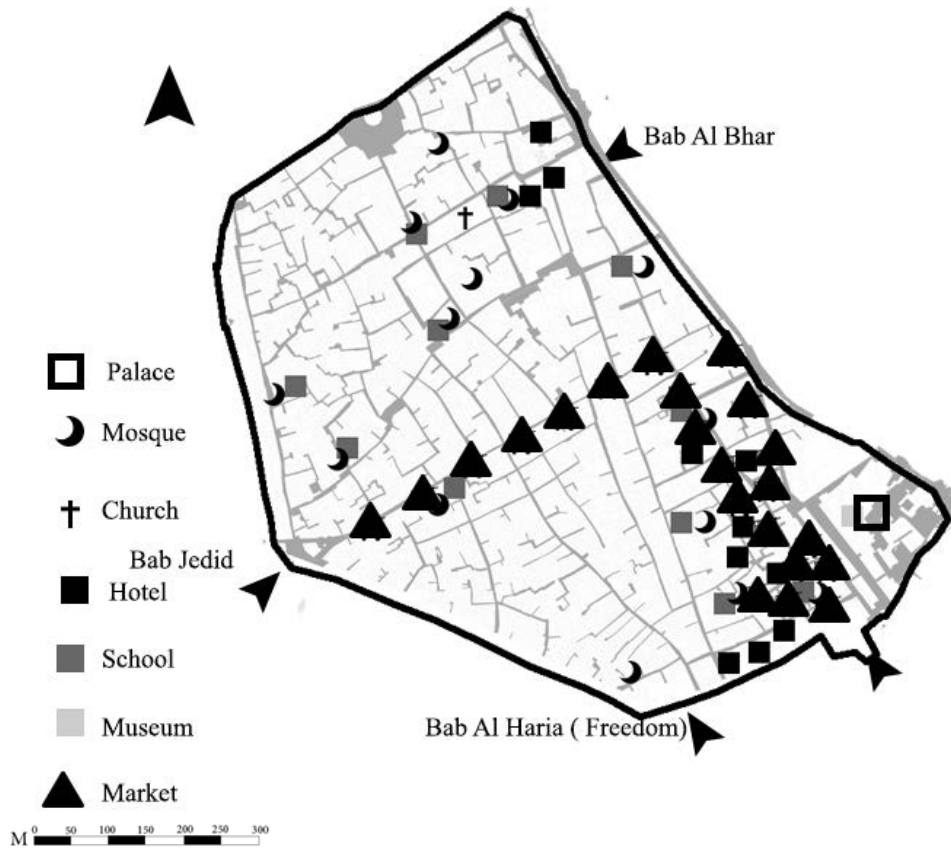 Bab Al Bhar
Palace
Mosque
Church
Bab Jedid
Hotel
School
Bab Al Haria ( Freedom)
Museum
Market
M 0 50 100 150 200 250 300